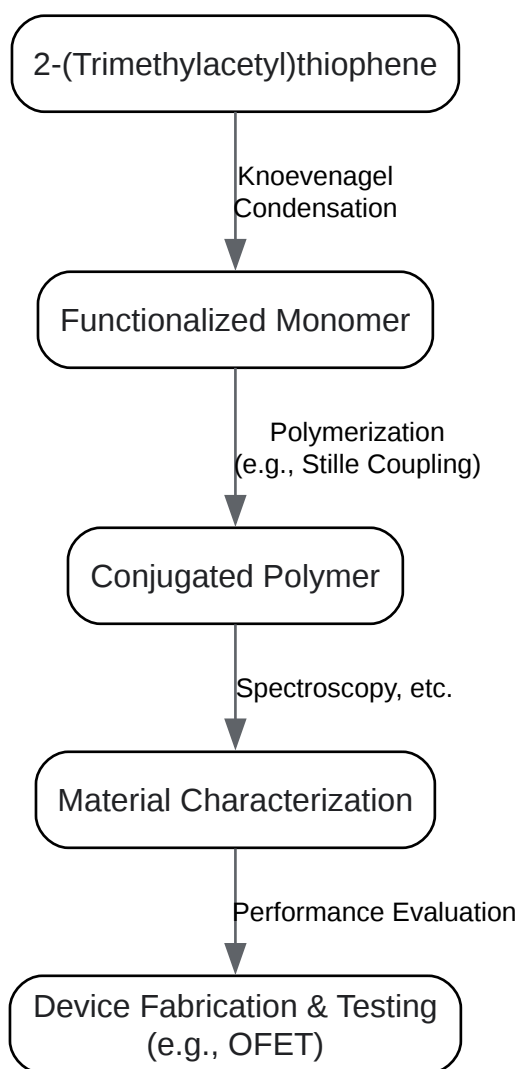 2-(Trimethylacetyl)thiophene
Knoevenagel
Condensation
Functionalized Monomer
Polymerization
(e.g., Stille Coupling)
Conjugated Polymer
Spectroscopy, etc.
Material Characterization
Performance Evaluation
Device Fabrication & Testing
(e.g., OFET)